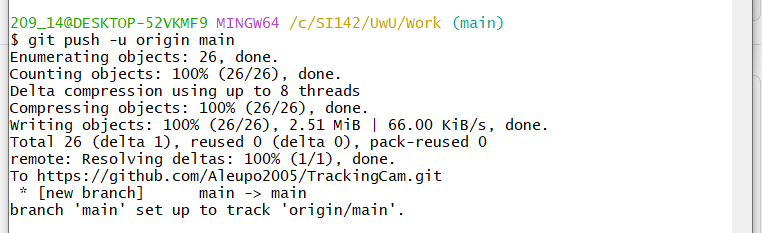 209_14@DESKTOP-52VKMF9 MINGW64 /c/SI142/UwU/Work (main)
$ git push -u origin main
Enumerating objects: 26, done.
Counting objects: 100% (26/26), done.
Delta compression using up to 8 threads
Compressing objects: 100% (26/26), done.
Writing objects: 100% (26/26), 2.51 MiB | 66.00 KiB/s, done.
Total 26 (delta 1), reused 0 (delta 0), pack-reused 0
remote: Resolving deltas: 100% (1/1), done.
To https://github.com/Aleupo2005/TrackingCam.git
 * [new branch]      main -> main
branch 'main' set up to track 'origin/main'.